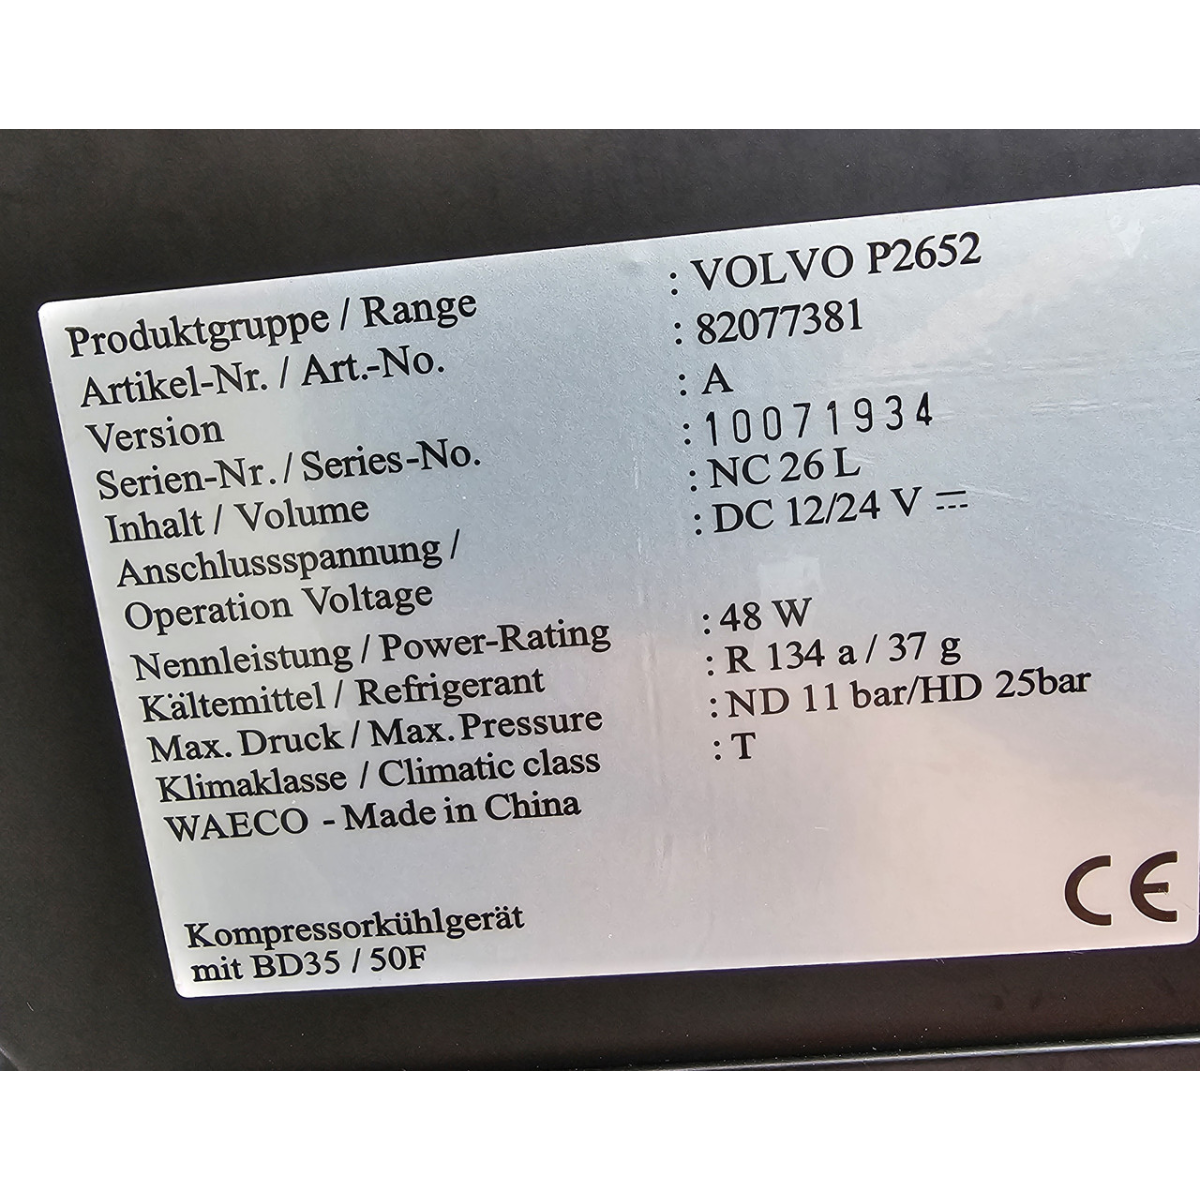 Produktgruppe / Range : VOLVO P2652
Artikel-Nr. / Art.-No. : 82077381
Version : A
Serien-Nr. / Series-No. : 10071934
Inhalt / Volume : NC 26 L
Anschlussspannung / : DC 12/24 V ⎓
Operation Voltage
Nennleistung / Power-Rating : 48 W
Kältemittel / Refrigerant : R 134 a / 37 g
Max. Druck / Max. Pressure : ND 11 bar/HD 25bar
Klimaklasse / Climatic class : T
WAECO - Made in China
CE
Kompressorkühlgerät
mit BD35 / 50F